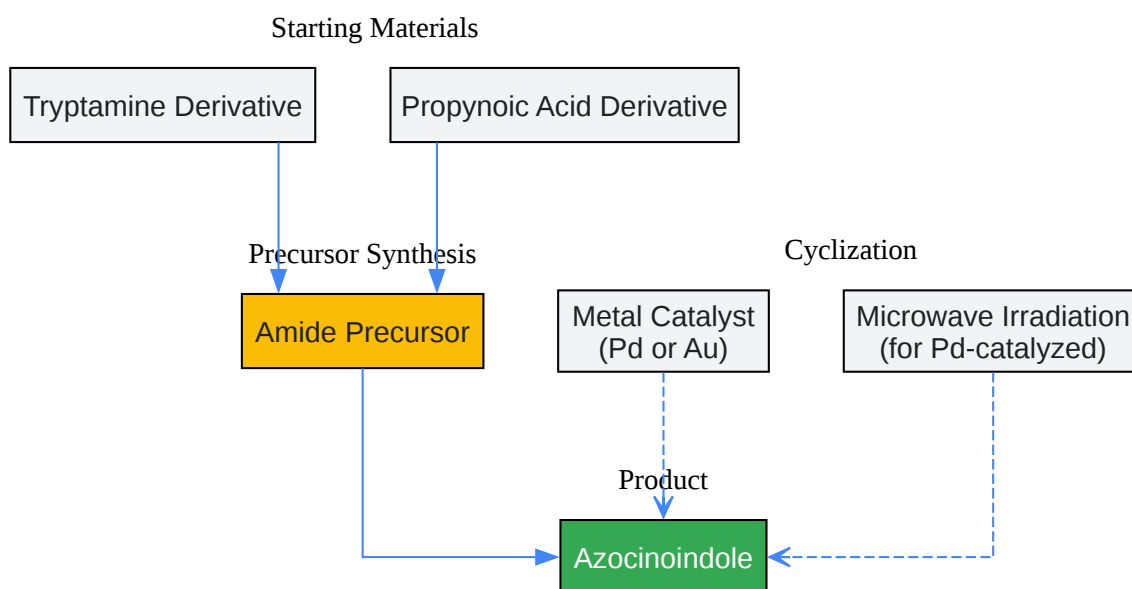 Starting Materials
Tryptamine Derivative
Propynoic Acid Derivative
Precursor Synthesis
Cyclization
Amide Precursor
Metal Catalyst
(Pd or Au)
Microwave Irradiation
(for Pd-catalyzed)
Product
Azocinoindole